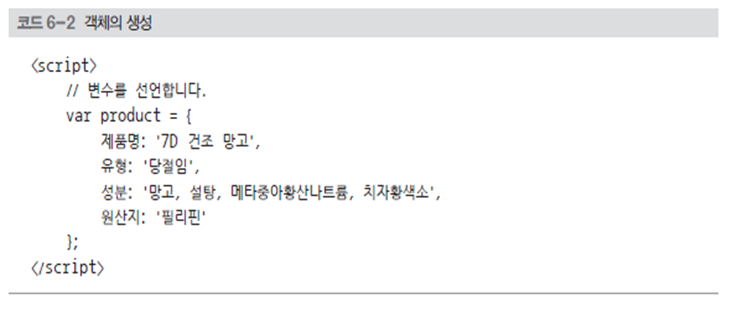 코드 6-2 객체의 생성
<script>
// 변수를 선언합니다.
var product = {
제품명: '7D 건조 망고',
유형: '당절임',
성분: '망고, 설탕, 메타중아황산나트륨, 치자황색소',
원산지: '필리핀'
};
</script>